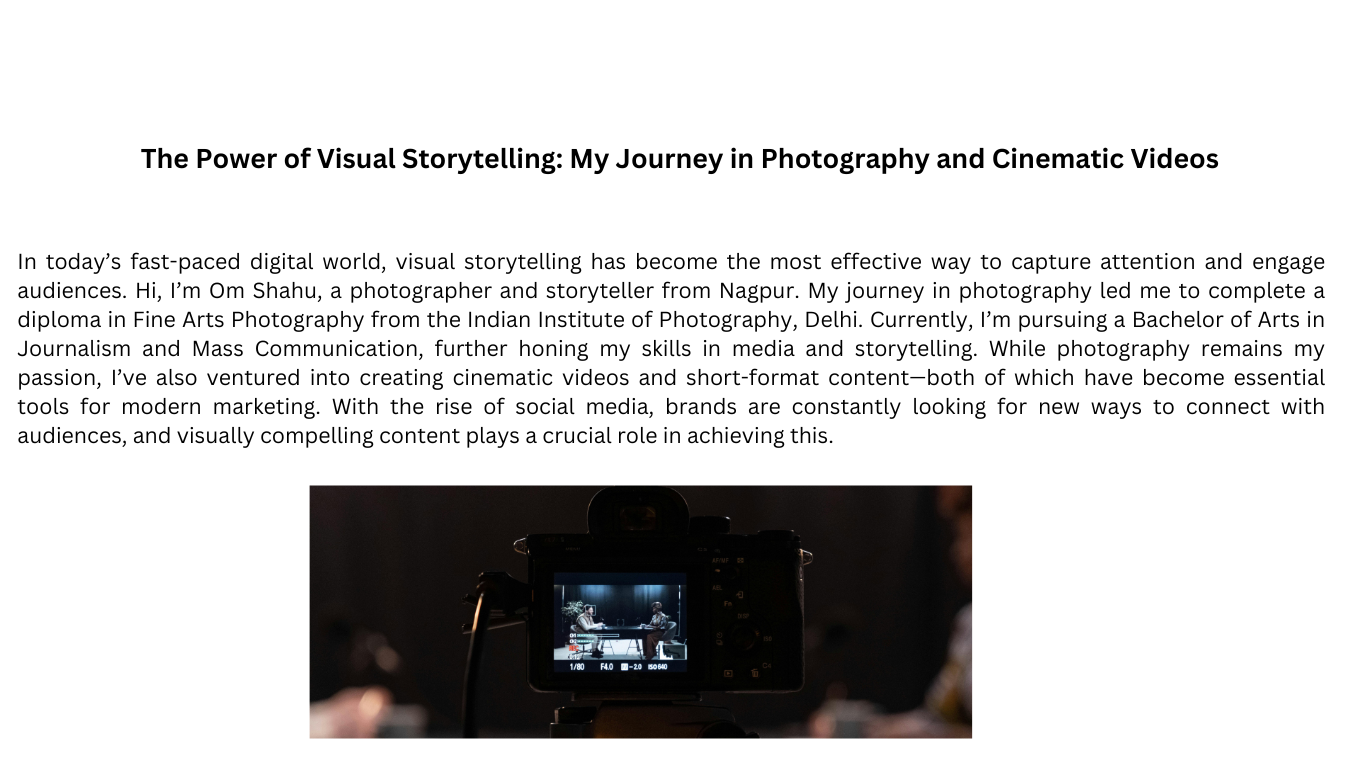 The Power of Visual Storytelling: My Journey in Photography and Cinematic Videos
In today’s fast-paced digital world, visual storytelling has become the most effective way to capture attention and engage
audiences. Hi, I’m Om Shahu, a photographer and storyteller from Nagpur. My journey in photography led me to complete a
diploma in Fine Arts Photography from the Indian Institute of Photography, Delhi. Currently, I’m pursuing a Bachelor of Arts in
Journalism and Mass Communication, further honing my skills in media and storytelling. While photography remains my
passion, I’ve also ventured into creating cinematic videos and short-format content—both of which have become essential
tools for modern marketing. With the rise of social media, brands are constantly looking for new ways to connect with
audiences, and visually compelling content plays a crucial role in achieving this.
DISP
Fn
1/80 F4.0 -2.0 ISO 640